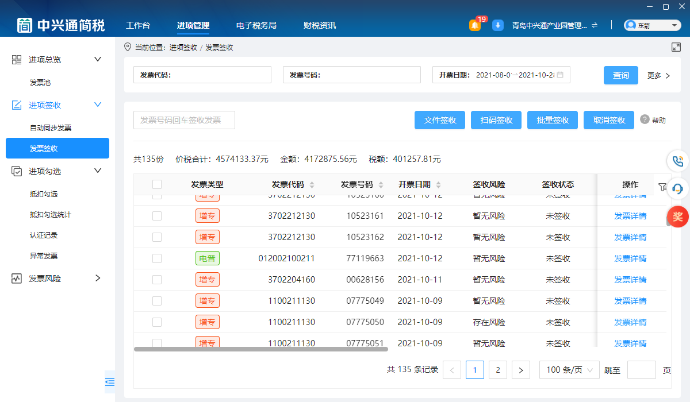 中兴通简税 工作台 进项管理 电子税务局 财税资讯 19 青岛中兴通产业园管理...
进项总览
发票池
进项签收
自动同步发票
发票签收
进项勾选
抵扣勾选
抵扣勾选统计
认证记录
异常发票
发票风险
当前位置：进项签收 / 发票签收
发票代码： 发票号码： 开票日期： 2021-08-0 2021-10-2 查询 更多
发票号码回车签收发票 文件签收 扫码签收 批量签收 取消签收 帮助
共135份 价税合计：4574133.37元 金额：4172875.56元 税额：401257.81元
发票类型 发票代码 发票号码 开票日期 签收风险 签收状态 操作
增专 3702212130 2021-10-12 暂无风险 未签收 发票详情
增专 3702212130 10523161 2021-10-12 暂无风险 未签收 发票详情
增专 3702212130 10523162 2021-10-12 暂无风险 未签收 发票详情
电普 012002100211 77119663 2021-10-12 暂无风险 未签收 发票详情
增专 3702204160 00628156 2021-10-11 暂无风险 未签收 发票详情
增专 1100211130 07775049 2021-10-09 暂无风险 未签收 发票详情
增专 1100211130 07775050 2021-10-09 存在风险 未签收 发票详情
增专 1100211130 07775051 2021-10-09 暂无风险 未签收 发票详情
共 135 条记录 1 2 100 条/页 跳至 页
奖